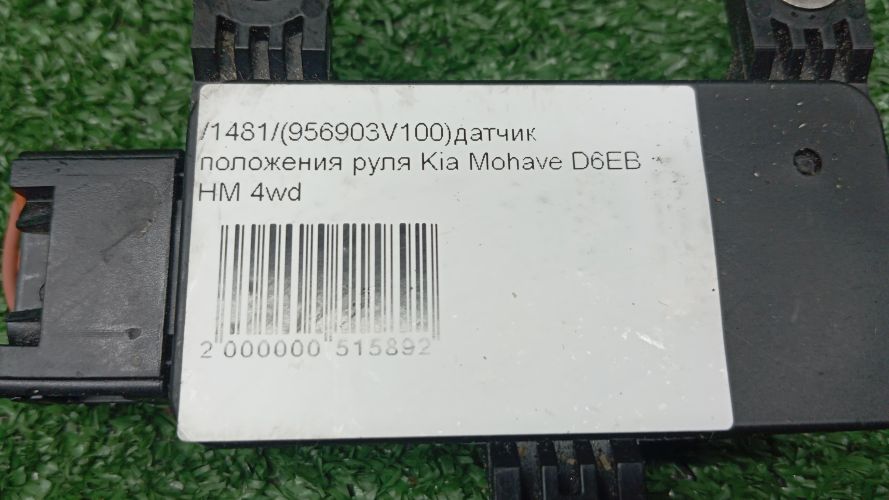 /1481/(956903V100)датчик
положения руля Kia Mohave D6EB
HM 4wd
2 000000 515892